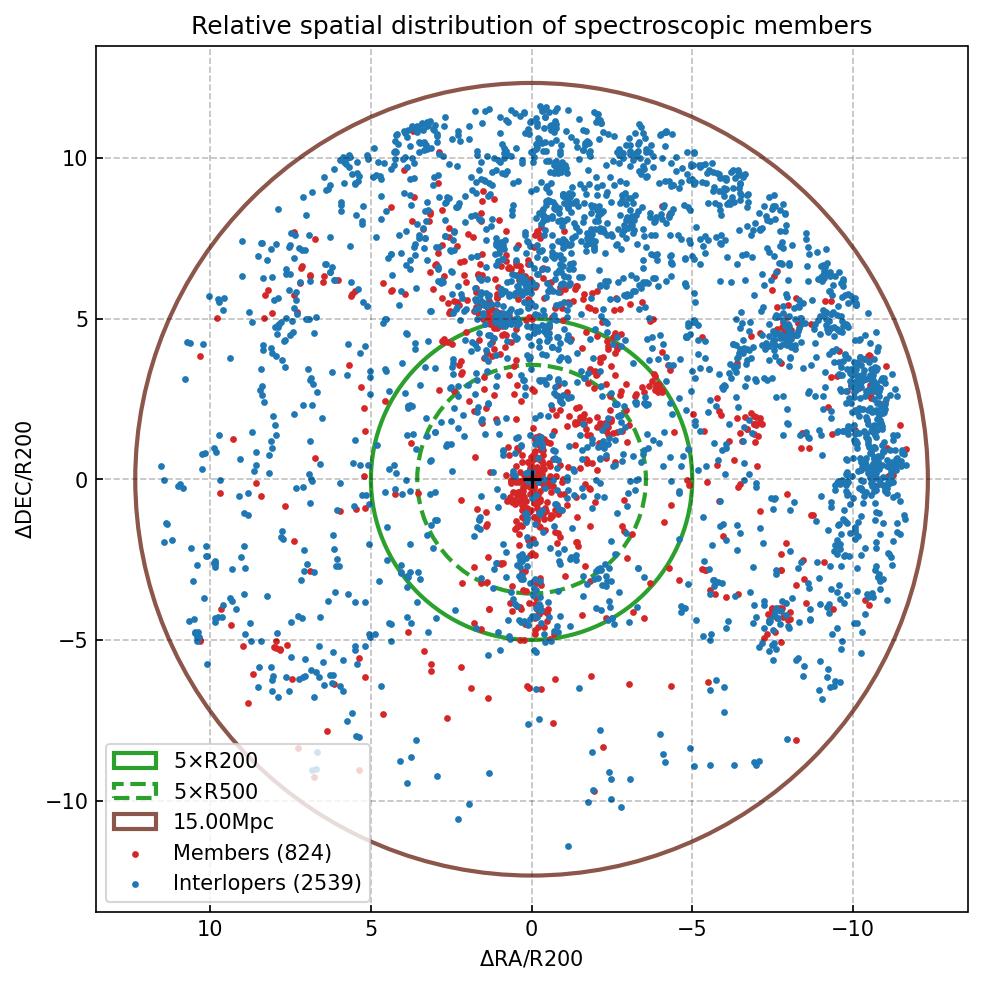 Relative spatial distribution of spectroscopic members
ΔDEC/R200
10
5
0
−5
−10
5×R200
5×R500
15.00Mpc
Members (824)
Interlopers (2539)
10
5
0
−5
−10
ΔRA/R200